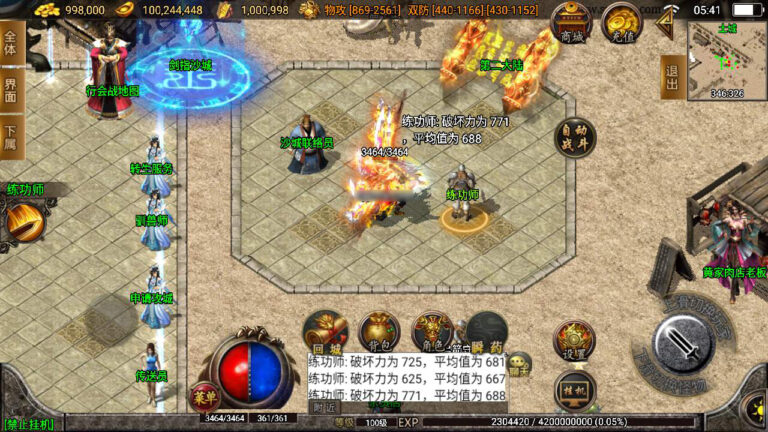 998,000
100,244,448
1,000,998
物攻 [869-2561] 双防 [440-1166]-[430-1152]
商城
充值
05:41
全体
界面
下属
退出
土城
346:326
行会战地图
剑指沙城
第二大陆
沙城联络员
练功师: 破坏力为 771
，平均值为 688
3464/3464
自动
战斗
转生服务
练功师
练功师
驯兽师
黄家肉店老板
申请攻城
传送员
回城
背包
角色
瞬药
设置
聊天
练功师: 破坏力为 725，平均值为 681
练功师: 破坏力为 625，平均值为 667
练功师: 破坏力为 771，平均值为 688
挂机
菜单
附近
[禁止挂机]
3464/3464
361/361
等级
100级
EXP
2304420 / 4200000000 (0.05%)